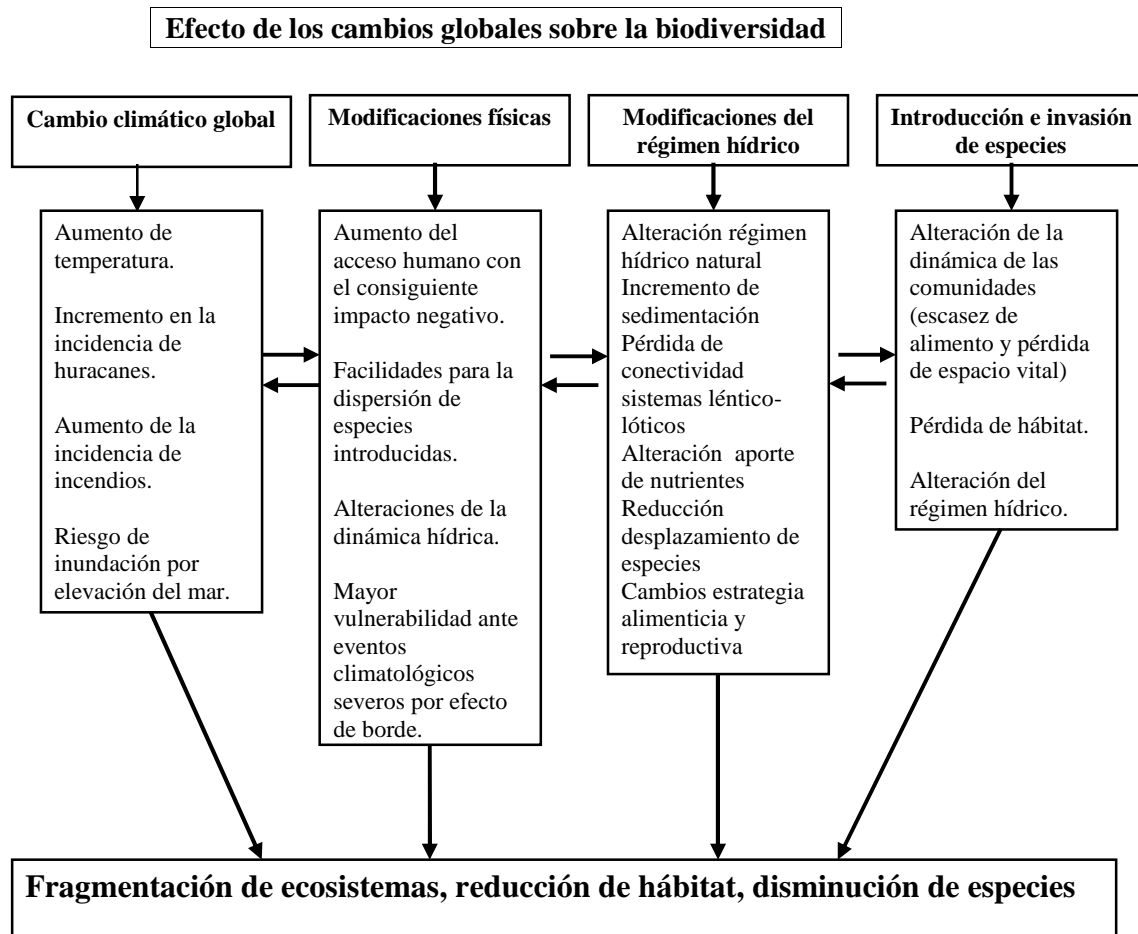 Efecto de los cambios globales sobre la biodiversidad
Cambio climático global
Modificaciones físicas
Modificaciones del
régimen hídrico
Introducción e invasión
de especies
Aumento de
temperatura.
Incremento en la
incidencia de
huracanes.
Aumento de la
incidencia de
incendios.
Riesgo de
inundación por
elevación del mar.
Aumento del
acceso humano con
el consiguiente
impacto negativo.
Facilidades para la
dispersión de
especies
introducidas.
Alteraciones de la
dinámica hídrica.
Mayor
vulnerabilidad ante
eventos
climatológicos
severos por efecto
de borde.
Alteración régimen
hídrico natural
Incremento de
sedimentación
Pérdida de
conectividad
sistemas léntico-
lóticos
Alteración aporte
de nutrientes
Reducción
desplazamiento de
especies
Cambios estrategia
alimenticia y
reproductiva
Alteración de la
dinámica de las
comunidades
(escasez de
alimento y pérdida
de espacio vital)
Pérdida de hábitat.
Alteración del
régimen hídrico.
Fragmentación de ecosistemas, reducción de hábitat, disminución de especies